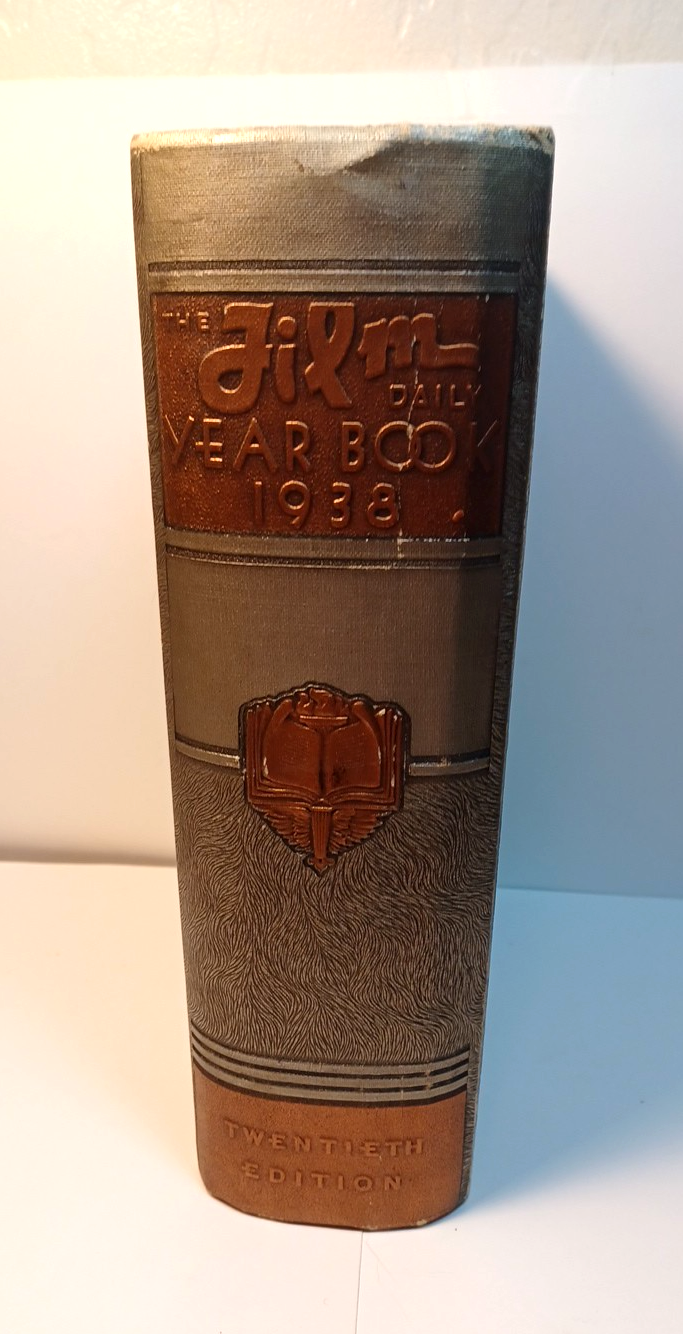 THE Film
DAILY
YEAR BOOK
1938
TWENTIETH
EDITION